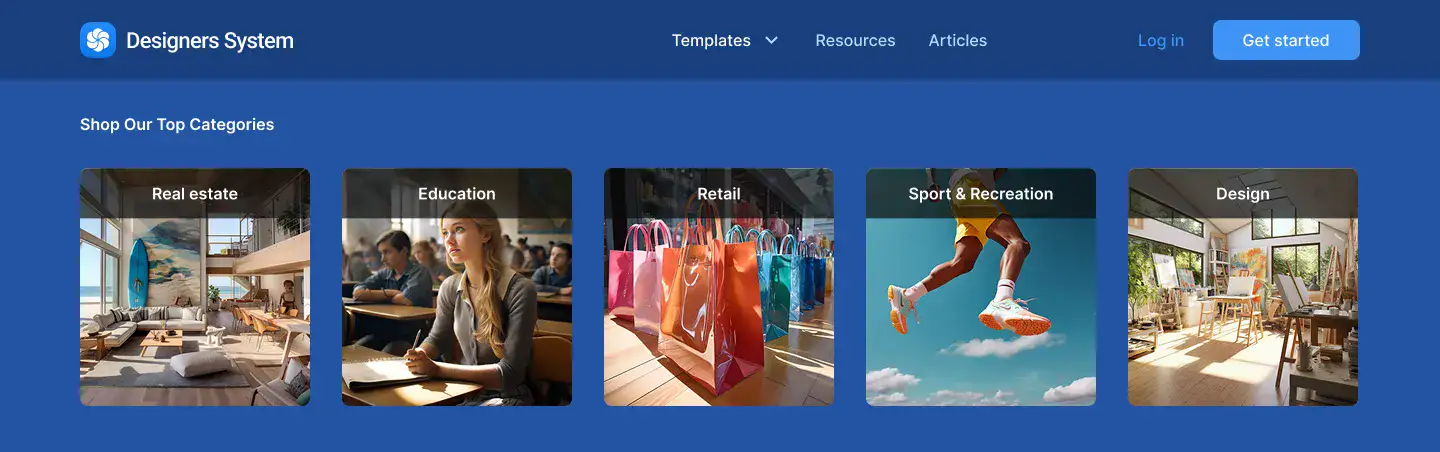 Designers System
Templates
Resources
Articles
Log in
Get started
Shop Our Top Categories
Real estate
Education
Retail
Sport & Recreation
Design